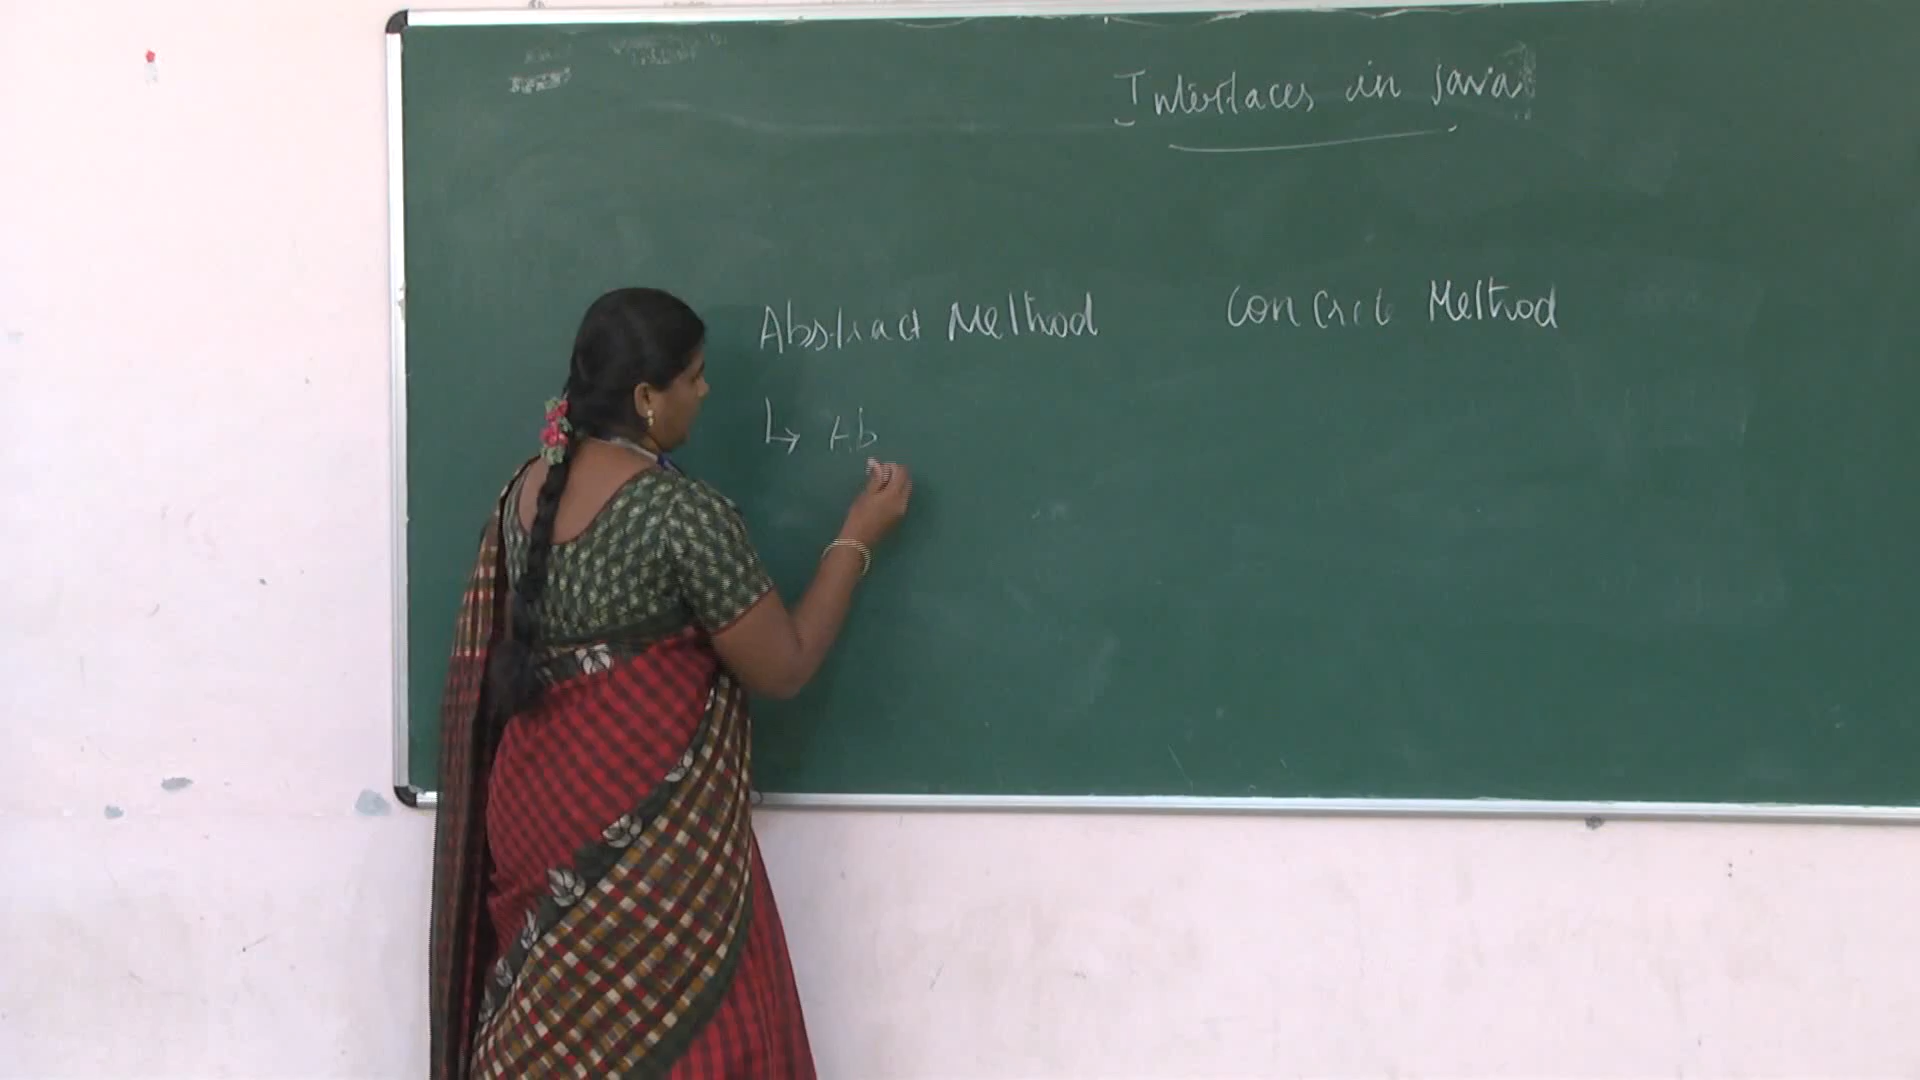 Interfaces in Java
Abstract Method
Concrete Method
Ab